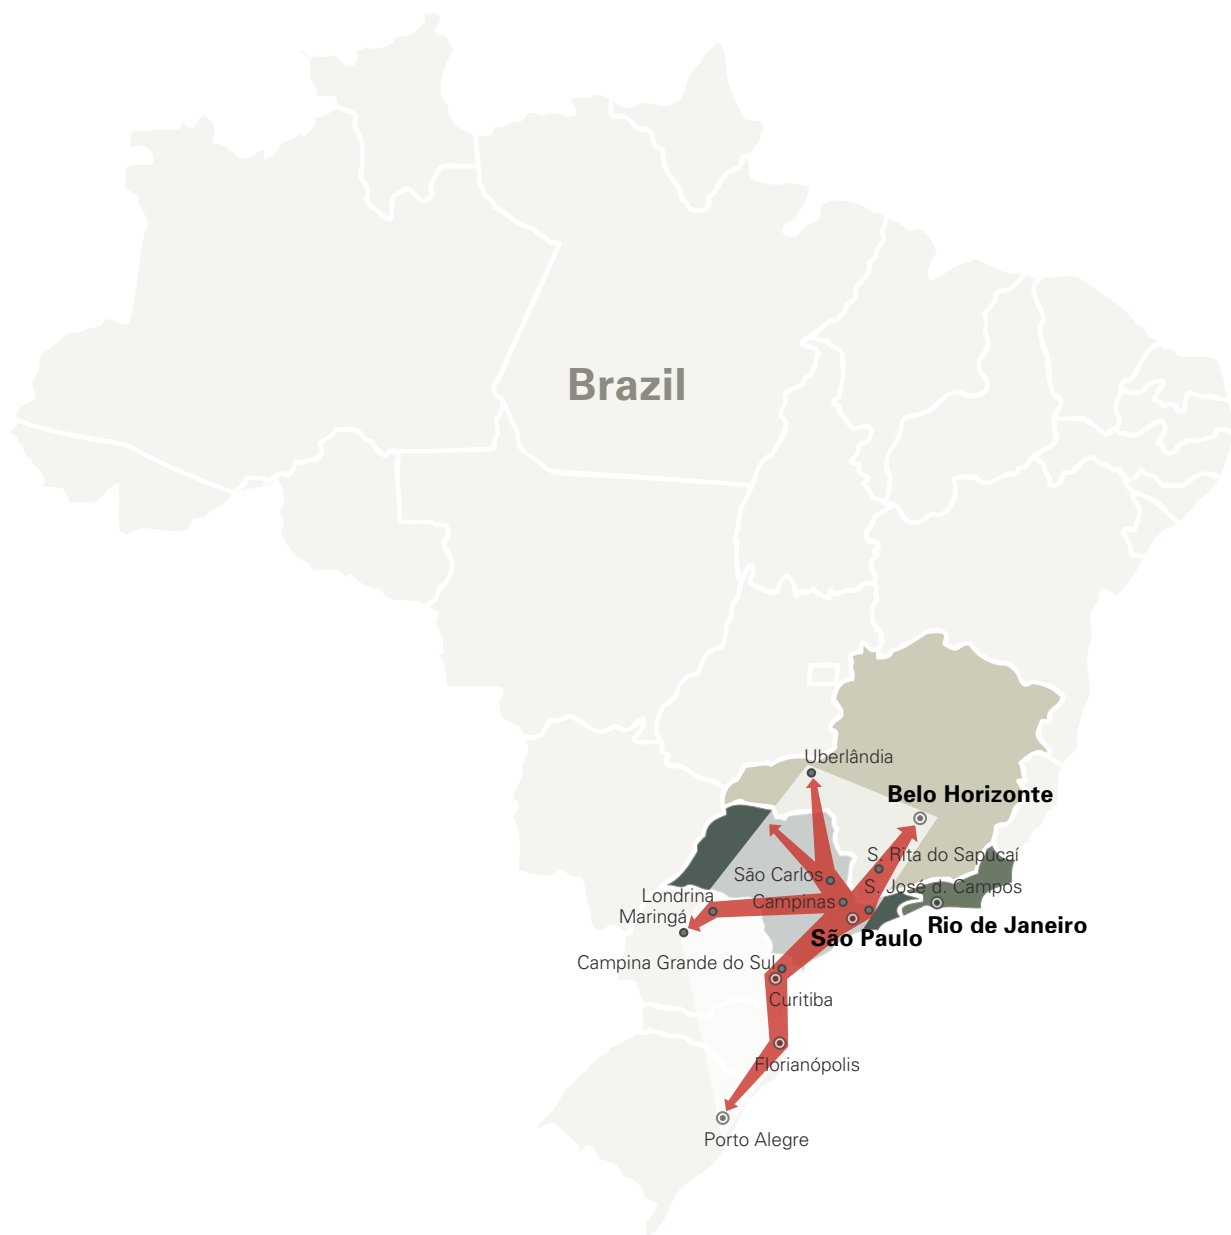 Brazil
Uberlândia
Belo Horizonte
S. Rita do Sapucaí
São Carlos
S. José d. Campos
Londrina
Campinas
Maringá
Rio de Janeiro
São Paulo
Campina Grande do Sul
Curitiba
Florianópolis
Porto Alegre